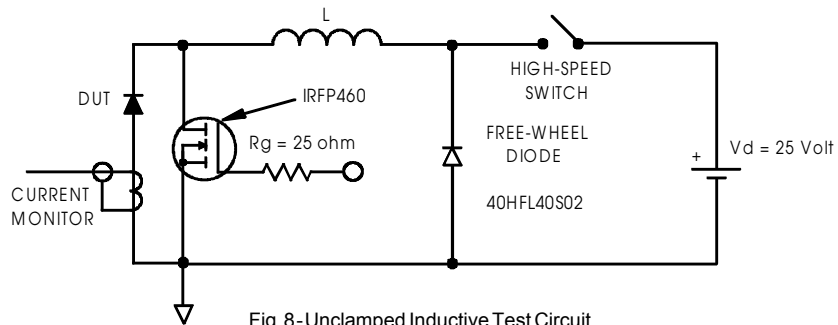 L
HIGH-SPEED
SWITCH
DUT
IRFP460
Rg = 25 ohm
FREE-WHEEL
DIODE
40HFL40S02
+
Vd = 25 Volt
CURRENT
MONITOR
Fig. 8 - Unclamped Inductive Test Circuit